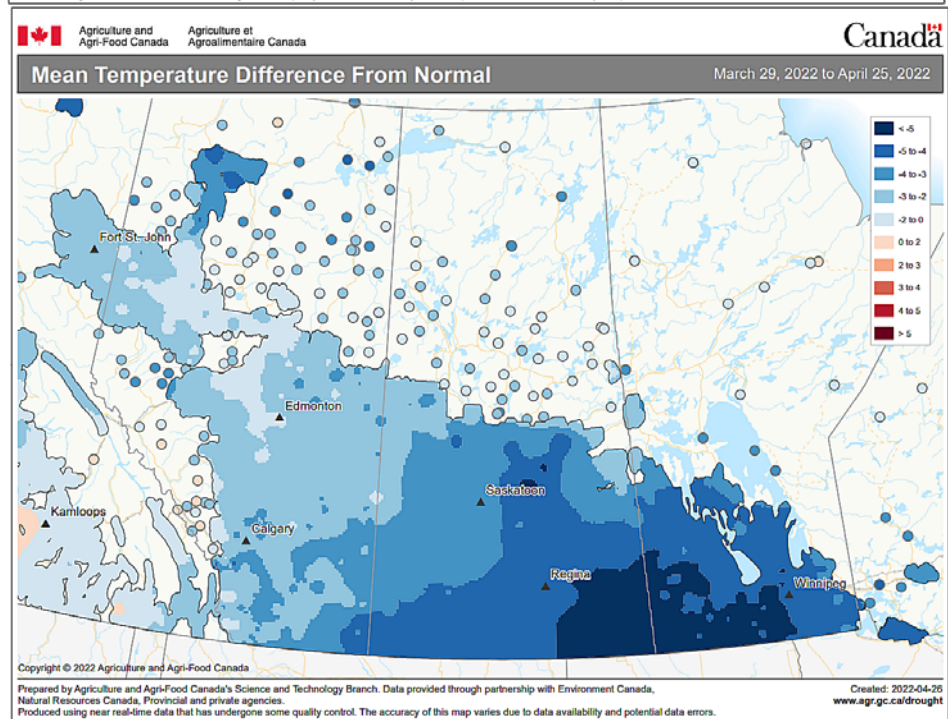 Agriculture and
Agri-Food Canada
Agriculture et
Agroalimentaire Canada
Canada
Mean Temperature Difference From Normal
March 29, 2022 to April 25, 2022
< -5
-5 to -4
-4 to -3
-3 to -2
-2 to 0
0 to 2
2 to 3
3 to 4
4 to 5
> 5
Fort St. John
Edmonton
Saskatoon
Kamloops
Calgary
Regina
Winnipeg
Copyright © 2022 Agriculture and Agri-Food Canada
Prepared by Agriculture and Agri-Food Canada's Science and Technology Branch. Data provided through partnership with Environment Canada,
Natural Resources Canada, Provincial and private agencies.
Produced using near real-time data that has undergone some quality control. The accuracy of this map varies due to data availability and potential data errors.
Created: 2022-04-26
www.agr.gc.ca/drought